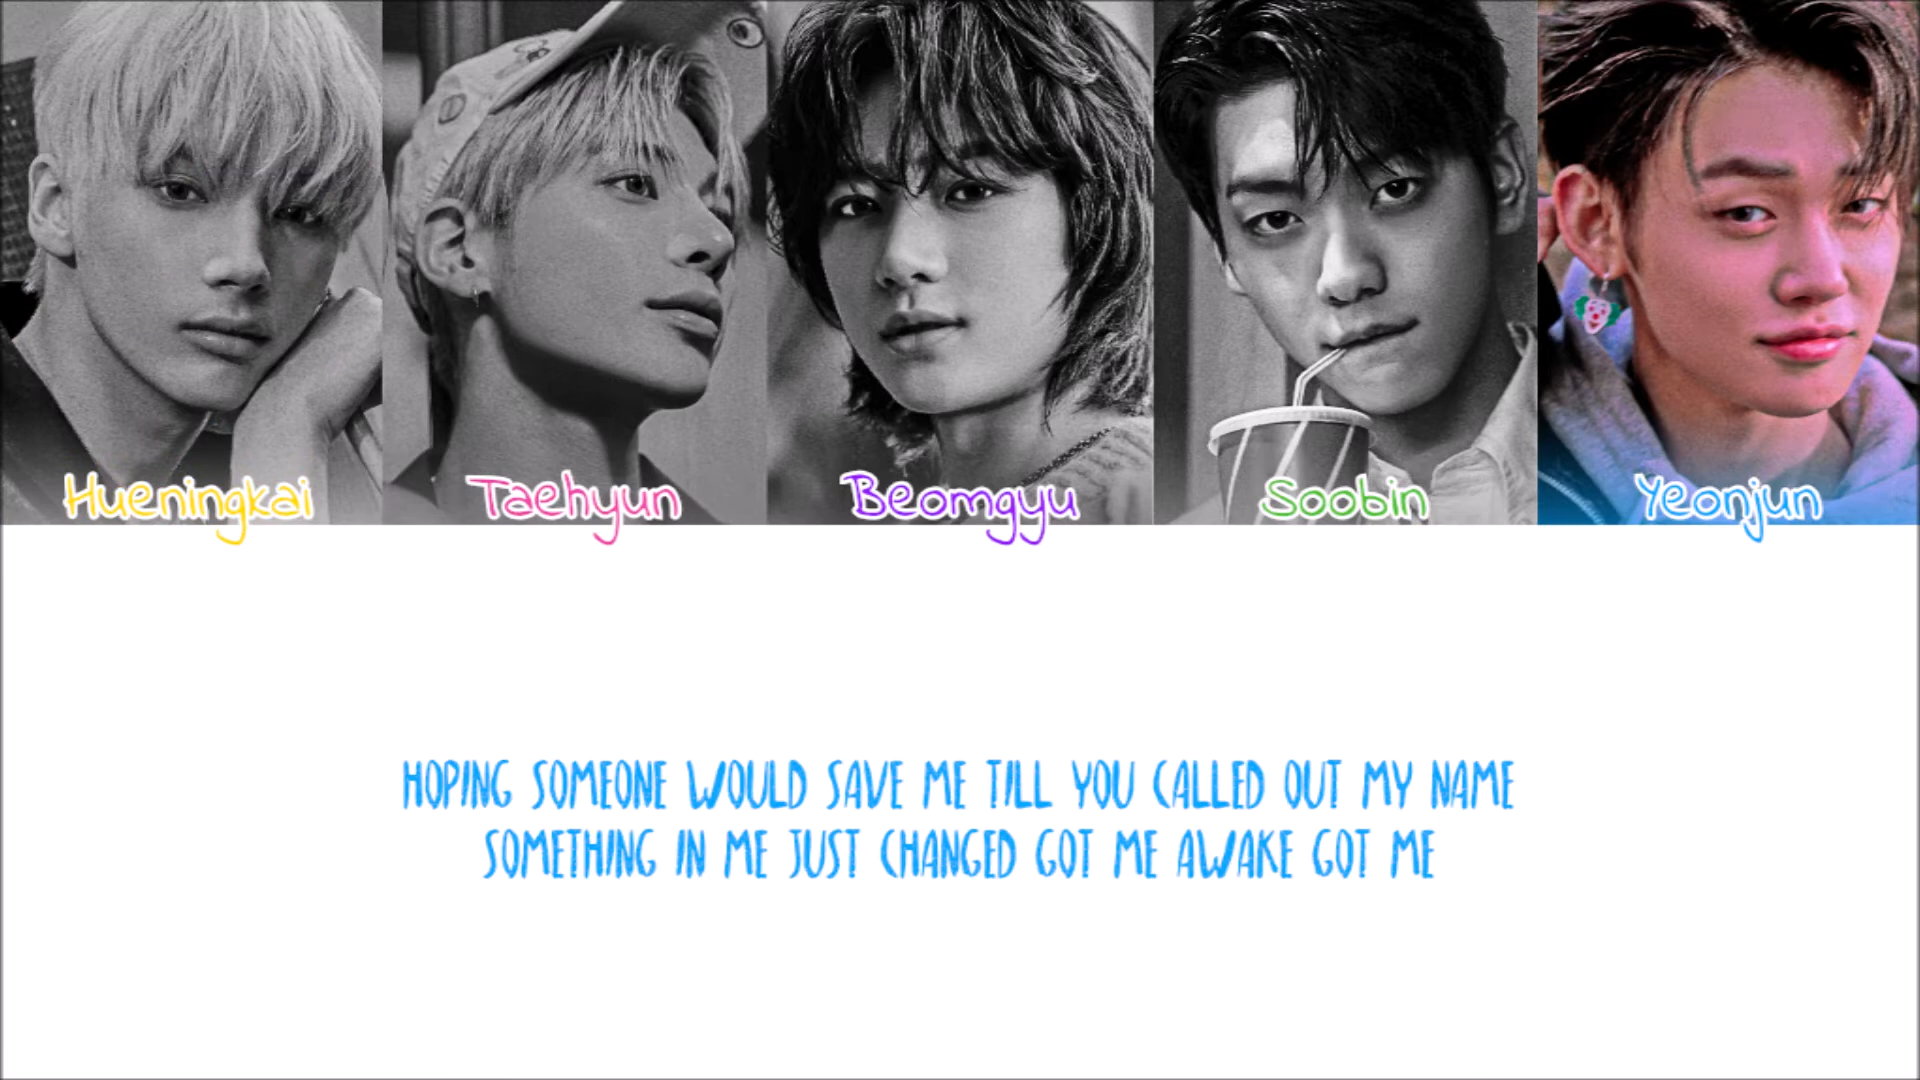 Hueningkai Taehyun Beomgyu Soobin Yeonjun
HOPING SOMEONE WOULD SAVE ME TILL YOU CALLED OUT MY NAME
SOMETHING IN ME JUST CHANGED GOT ME AWAKE GOT ME